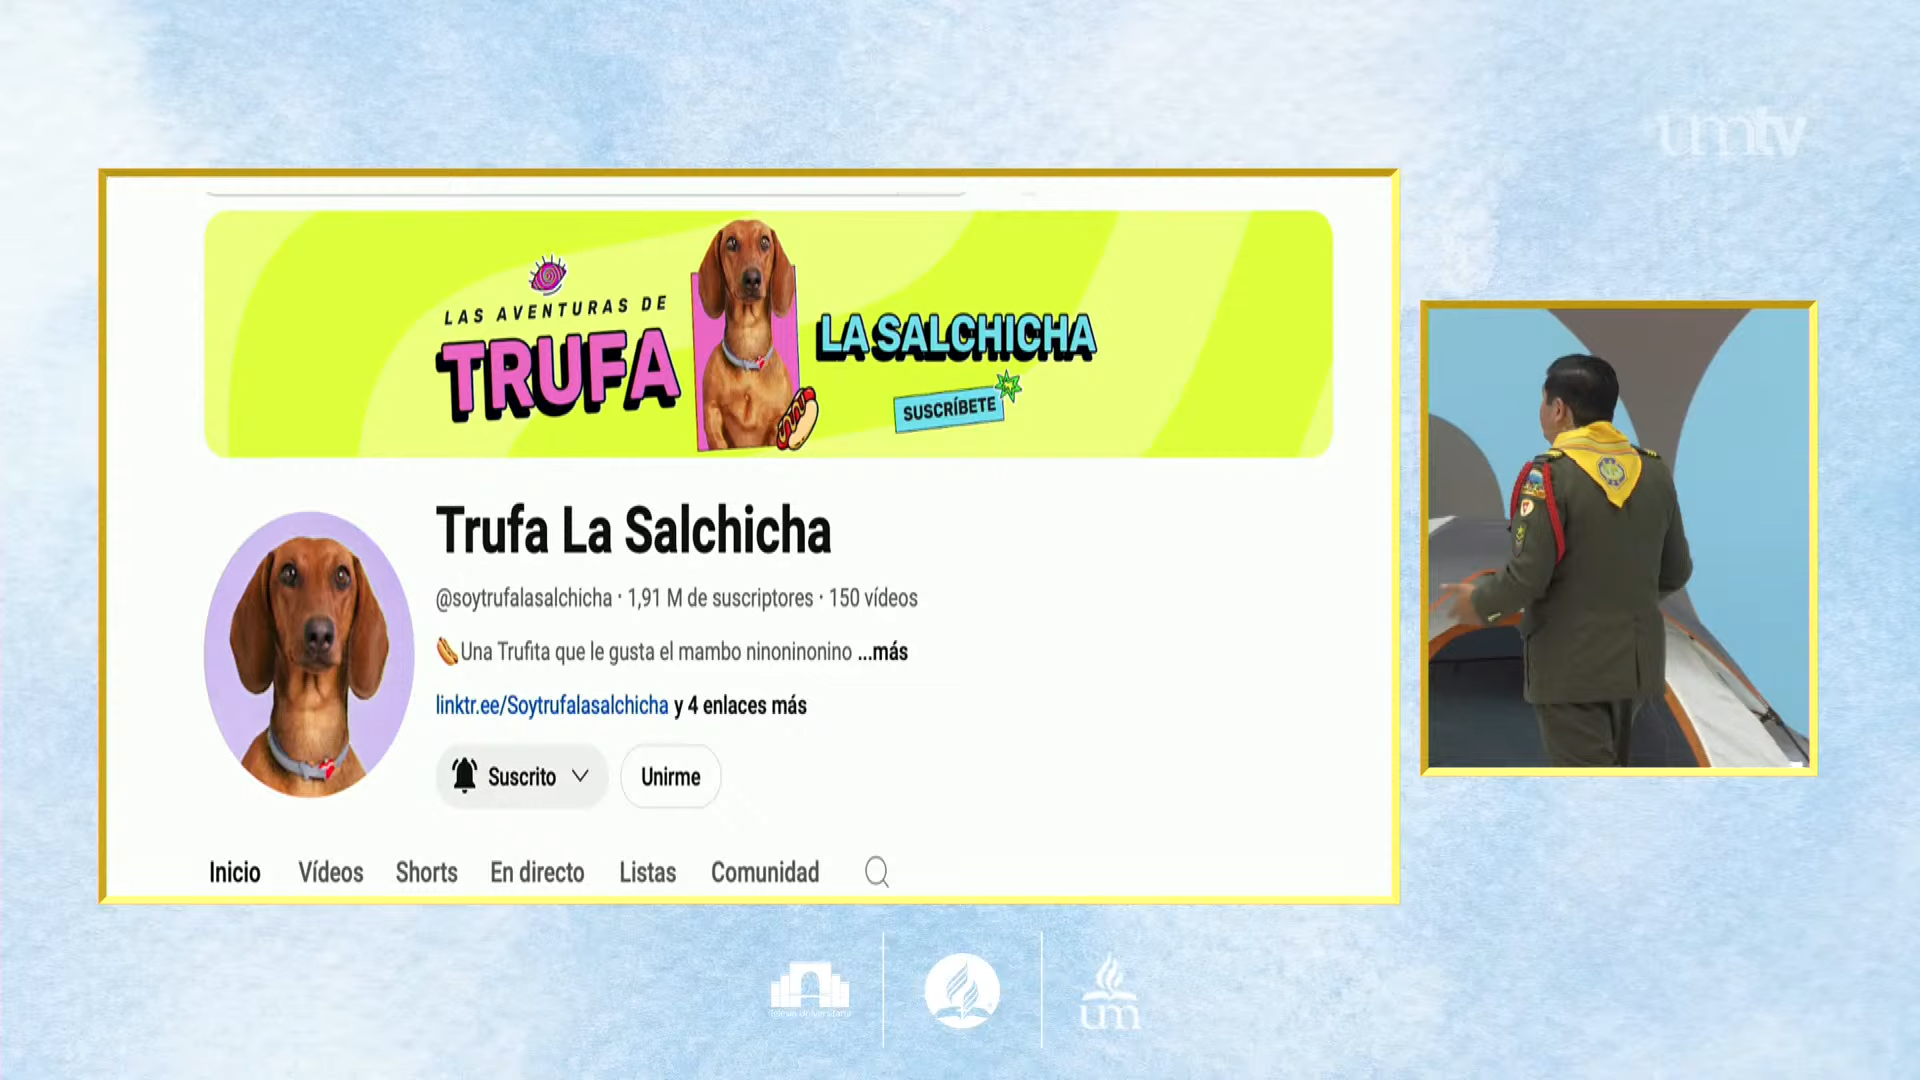 umtv
LAS AVENTURAS DE
TRUFA
LA SALCHICHA
SUSCRÍBETE
Trufa La Salchicha
@soytrufalasalchicha · 1,91 M de suscriptores · 150 vídeos
Una Trufita que le gusta el mambo ninoninonino ...más
linktr.ee/Soytrufalasalchicha y 4 enlaces más
Suscrito
Unirme
Inicio Vídeos Shorts En directo Listas Comunidad
um